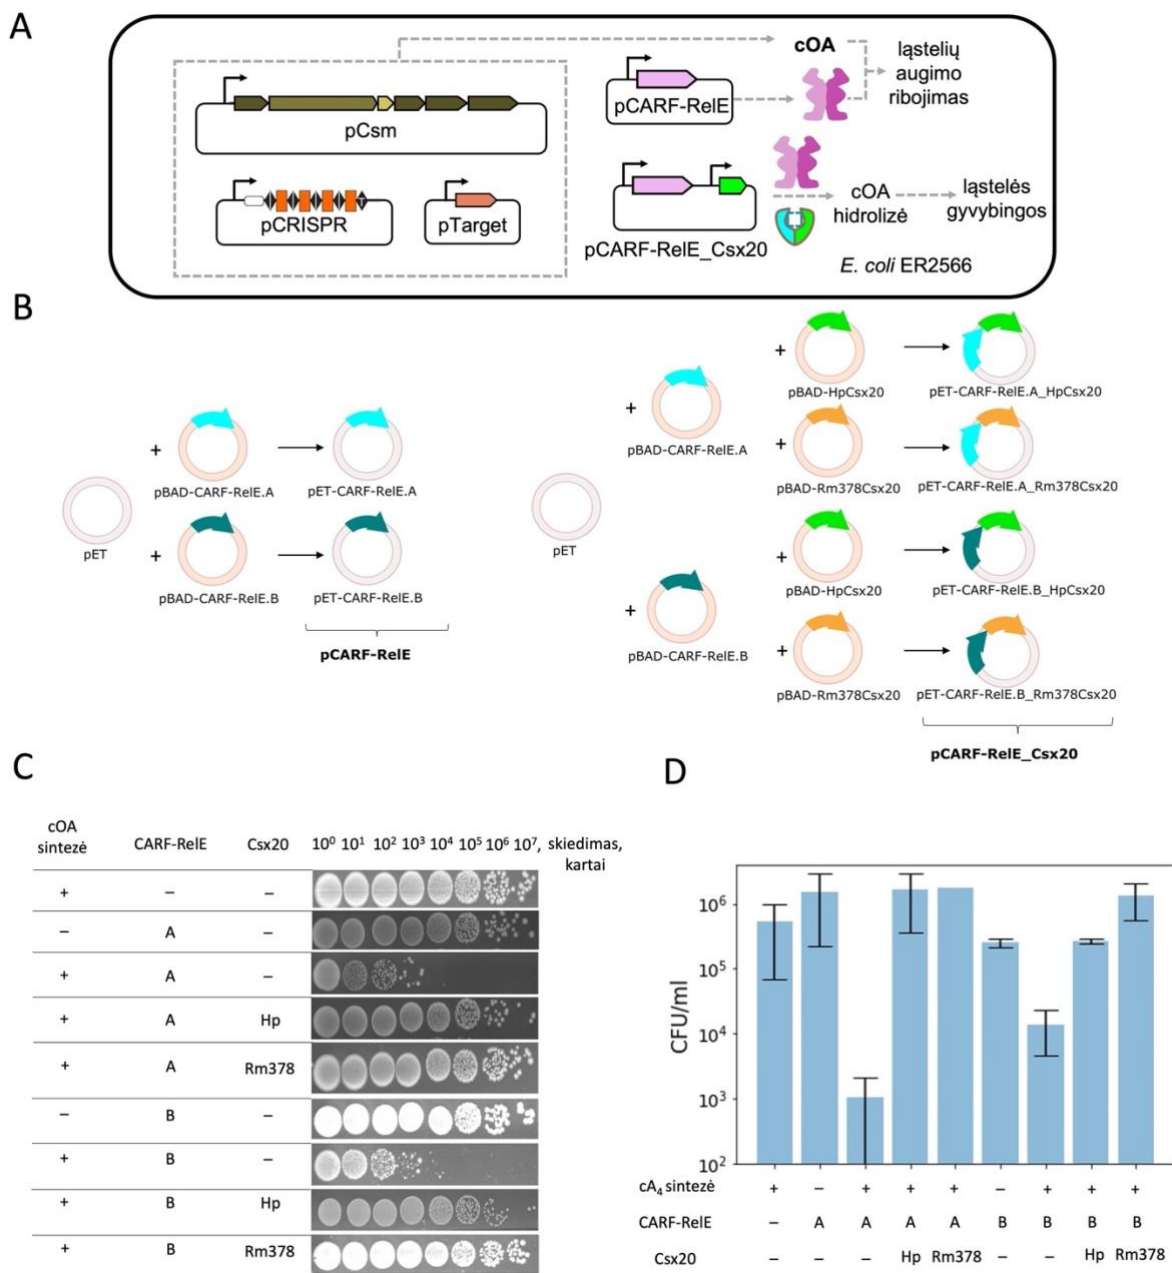 A
pCsm
pCRISPR
T
pTarget
pCARF-RelE
pCARF-RelE_Csx20
cOA
ląstelių
augimo
ribojimas
cOA
hidrolizė
ląstelės
gyvybingos
E. coli ER2566
B
pET
+
pBAD-CARF-RelE.A
pET-CARF-RelE.A
+
pBAD-CARF-RelE.B
pET-CARF-RelE.B
pCARF-RelE
pET
+
pBAD-CARF-RelE.A
+
pBAD-HpCsx20
pET-CARF-RelE.A_HpCsx20
+
pBAD-Rm378Csx20
pET-CARF-RelE.A_Rm378Csx20
+
pBAD-CARF-RelE.B
+
pBAD-HpCsx20
pET-CARF-RelE.B_HpCsx20
+
pBAD-Rm378Csx20
pET-CARF-RelE.B_Rm378Csx20
pCARF-RelE_Csx20
C
cOA
sintezė CARF-RelE Csx20 10⁰ 10¹ 10² 10³ 10⁴ 10⁵ 10⁶ 10⁷, skiedimas,
kartai
+ – –
– A –
+ A –
+ A Hp
+ A Rm378
– B –
+ B –
+ B Hp
+ B Rm378
D
CFU/ml
10⁶
10⁵
10⁴
10³
10²
cA₄ sintezė + – + + + – + + +
CARF-RelE – A A A A B B B B
Csx20 – – – Hp Rm378 – – Hp Rm378